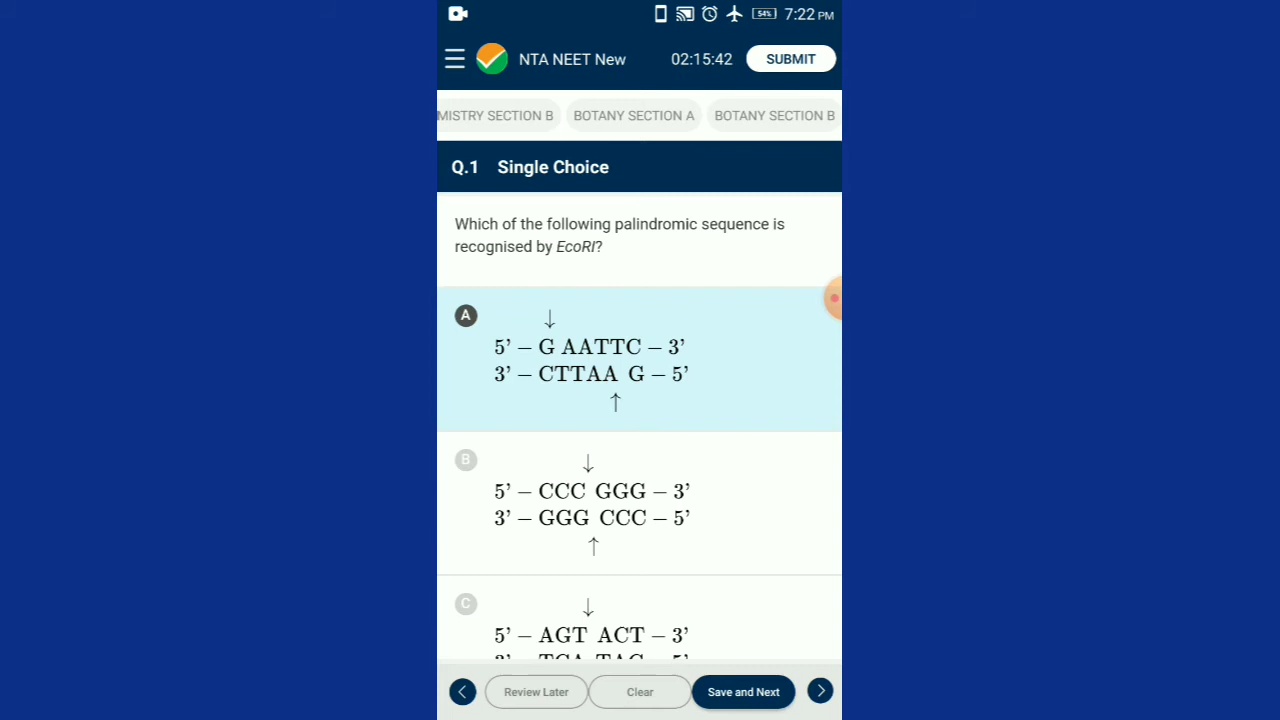 54% 7:22 PM
NTA NEET New 02:15:42 SUBMIT
MISTRY SECTION B BOTANY SECTION A BOTANY SECTION B
Q.1 Single Choice
Which of the following palindromic sequence is
recognised by EcoRI?
A ↓
5’ – G AATTC – 3’
3’ – CTTAA G – 5’
↑
B ↓
5’ – CCC GGG – 3’
3’ – GGG CCC – 5’
↑
C ↓
5’ – AGT ACT – 3’
Review Later Clear Save and Next